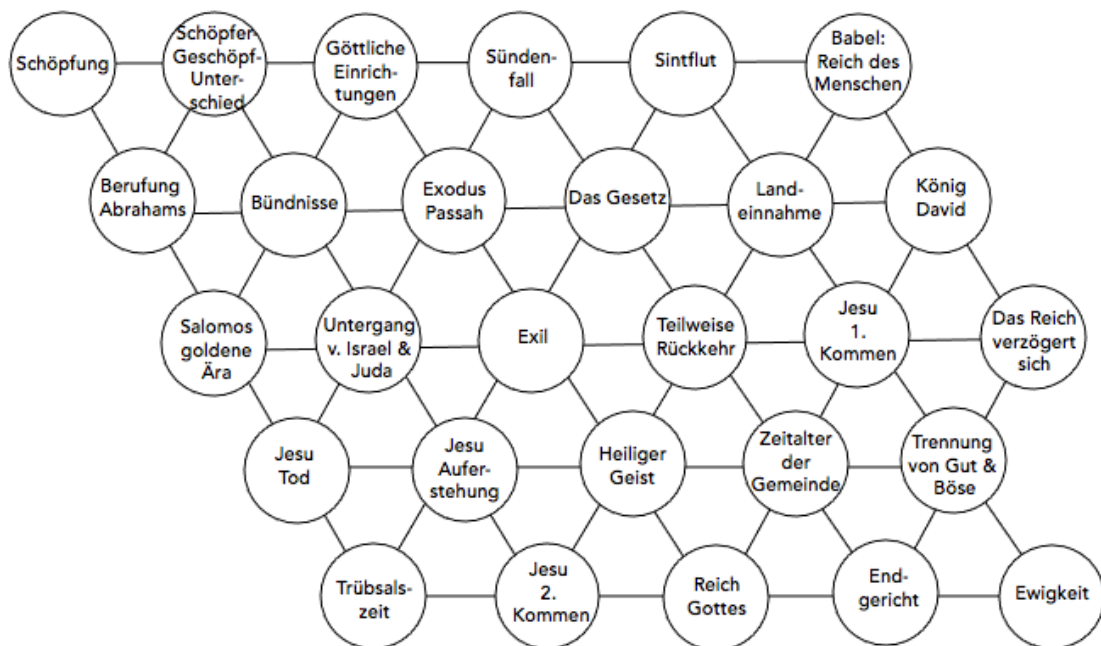 Schöpfung
Schöpfer-
Geschöpf-
Unter-
schied
Göttliche
Einrich-
tungen
Sünden-
fall
Sintflut
Babel:
Reich des
Menschen
Berufung
Abrahams
Bündnisse
Exodus
Passah
Das Gesetz
Land-
einnahme
König
David
Salomos
goldene
Ära
Untergang
v. Israel &
Juda
Exil
Teilweise
Rückkehr
Jesu
1.
Kommen
Das Reich
verzögert
sich
Jesu
Tod
Jesu
Aufer-
stehung
Heiliger
Geist
Zeitalter
der
Gemeinde
Trennung
von Gut &
Böse
Trübsals-
zeit
Jesu
2.
Kommen
Reich
Gottes
End-
gericht
Ewigkeit